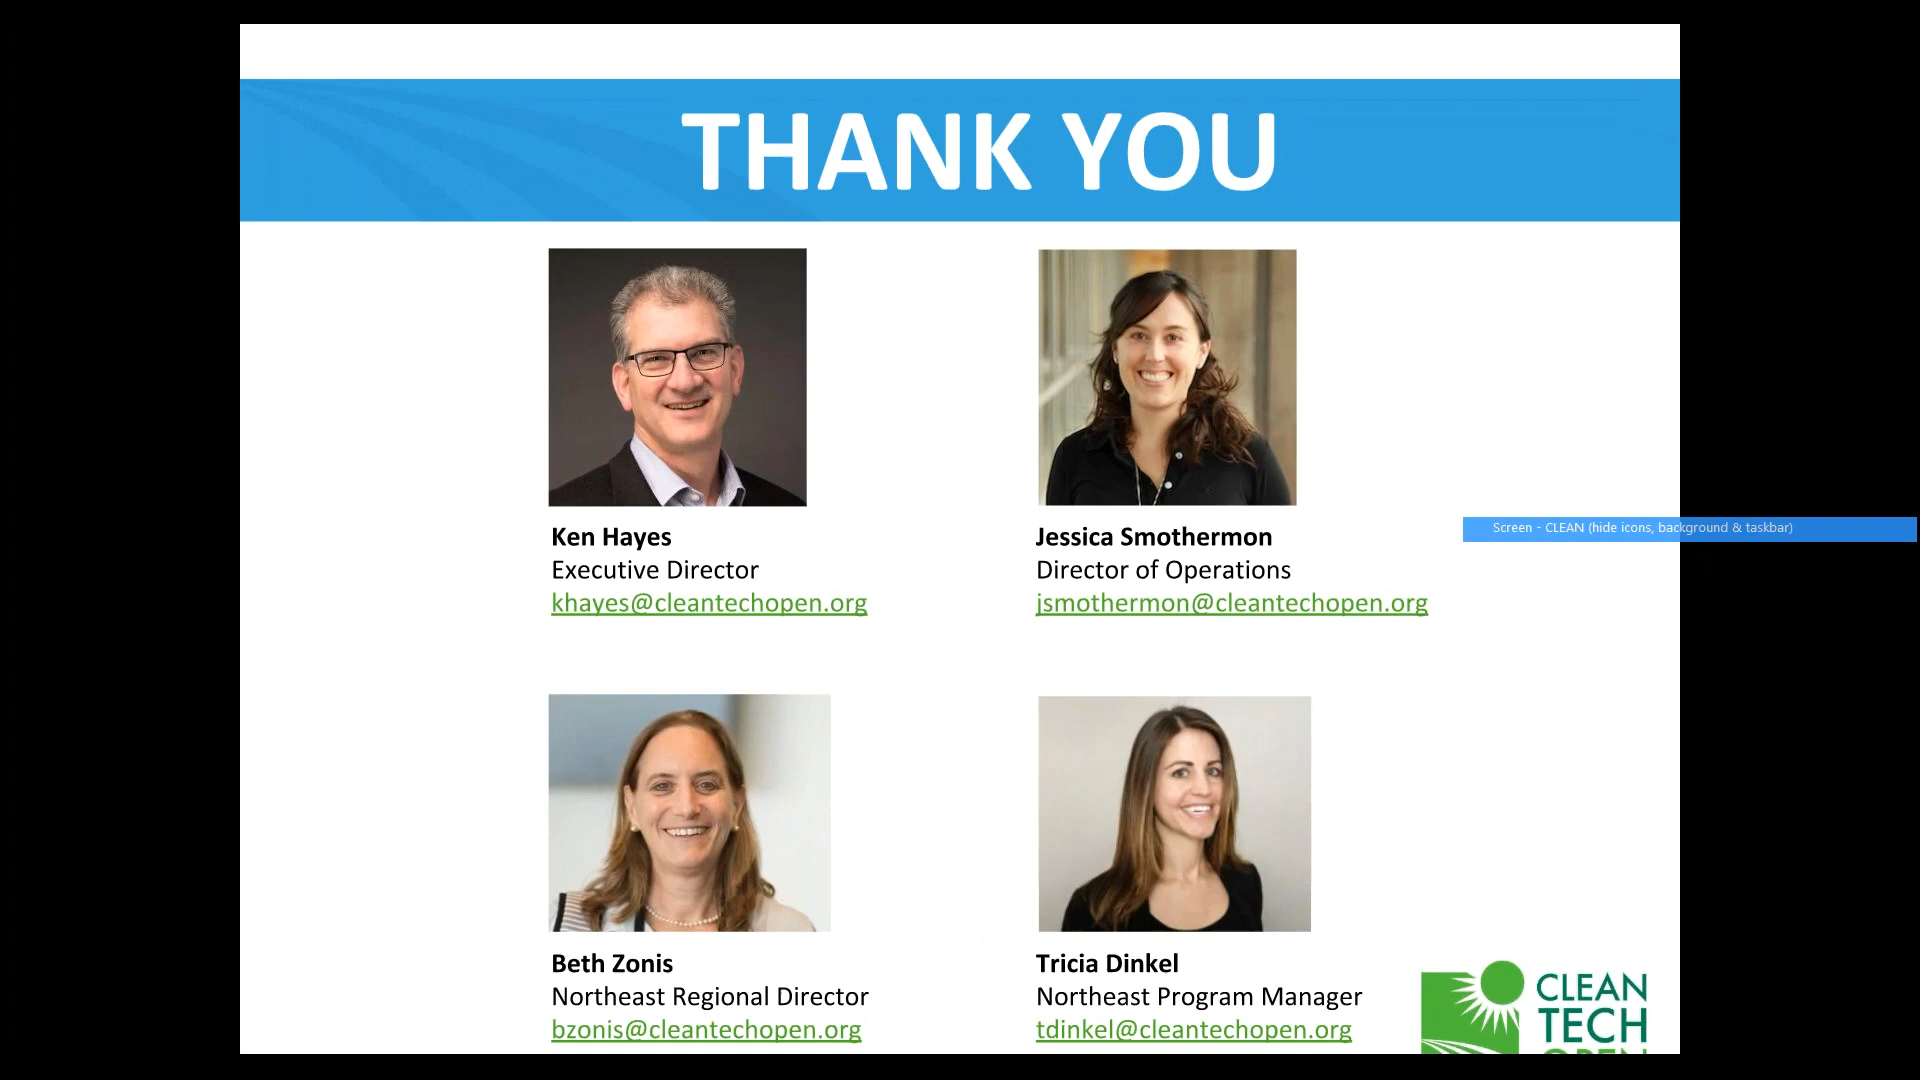 THANK YOU
Ken Hayes
Executive Director
khayes@cleantechopen.org
Jessica Smothermon
Director of Operations
jsmothermon@cleantechopen.org
Screen - CLEAN (hide icons, background & taskbar)
Beth Zonis
Northeast Regional Director
bzonis@cleantechopen.org
Tricia Dinkel
Northeast Program Manager
tdinkel@cleantechopen.org
CLEAN
TECH
OPEN